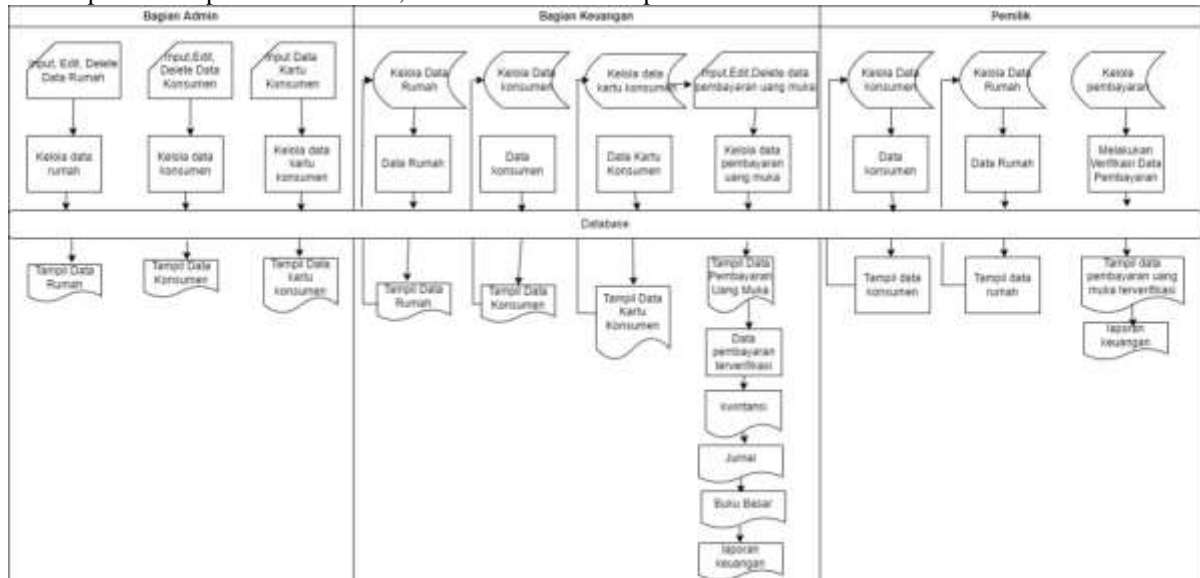 Bagian Admin
Bagian Keuangan
Pemilik
Input, Edit, Delete
Data Rumah
Input,Edit,
Delete Data
Konsumen
Input Data
Kartu
Konsumen
Kelola Data
Rumah
Kelola Data
konsumen
Kelola data
kartu konsumen
Input,Edit,Delete data
pembayaran uang muka
Kelola Data
konsumen
Kelola Data
Rumah
Kelola
pembayaran
Kelola data
rumah
Kelola data
konsumen
Kelola data
kartu
konsumen
Data Rumah
Data
konsumen
Data Kartu
Konsumen
Kelola data
pembayaran
uang muka
Data
konsumen
Data Rumah
Melakukan
Verifikasi Data
Pembayaran
Database
Tampil Data
Rumah
Tampil Data
Konsumen
Tampil Data
kartu
konsumen
Tampil Data
Rumah
Tampil Data
Konsumen
Tampil Data
Kartu
Konsumen
Tampil Data
Pembayaran
Uang Muka
Tampil data
konsumen
Tampil data
rumah
Tampil data
pembayaran uang
muka terverifikasi
laporan
keuangan
Data
pembayaran
terverifikasi
kwintansi
Jurnal
Buku Besar
laporan
keuangan